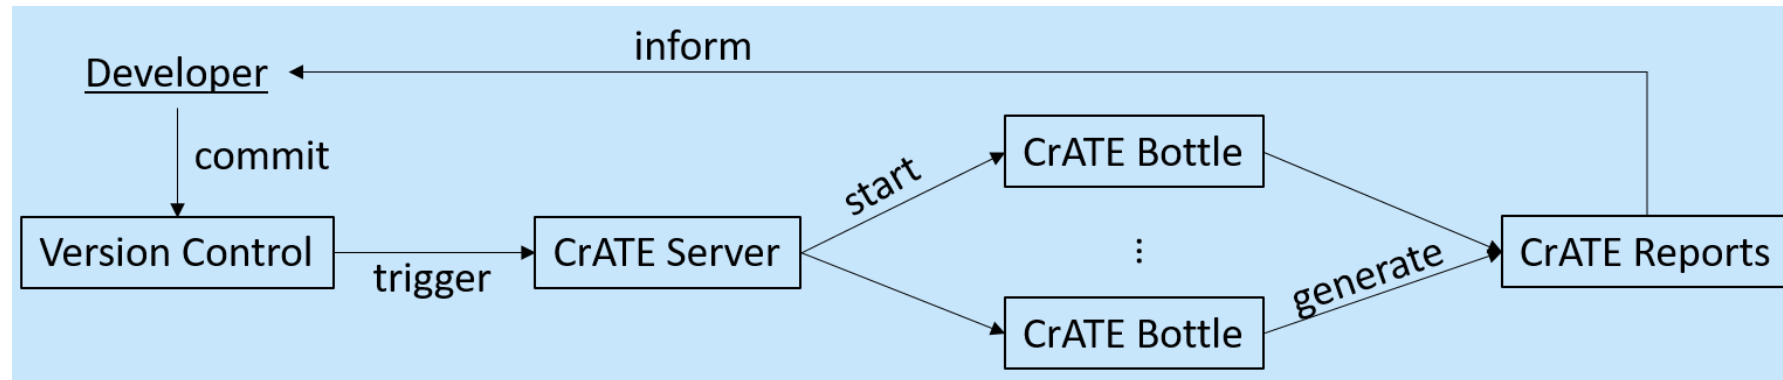 inform
Developer
commit
CrATE Bottle
start
Version Control
trigger
CrATE Server
⋮
generate
CrATE Reports
CrATE Bottle